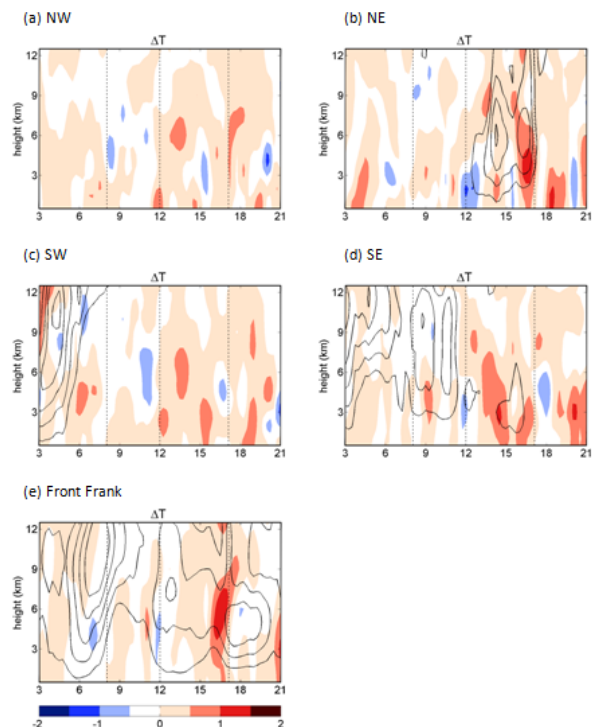 (a) NW
(b) NE
ΔT
ΔT
height (km)
12
9
6
3
3 6 9 12 15 18 21
height (km)
12
9
6
3
3 6 9 12 15 18 21
(c) SW
(d) SE
ΔT
ΔT
height (km)
12
9
6
3
3 6 9 12 15 18 21
height (km)
12
9
6
3
3 6 9 12 15 18 21
(e) Front Frank
ΔT
height (km)
12
9
6
3
3 6 9 12 15 18 21
-2 -1 0 1 2